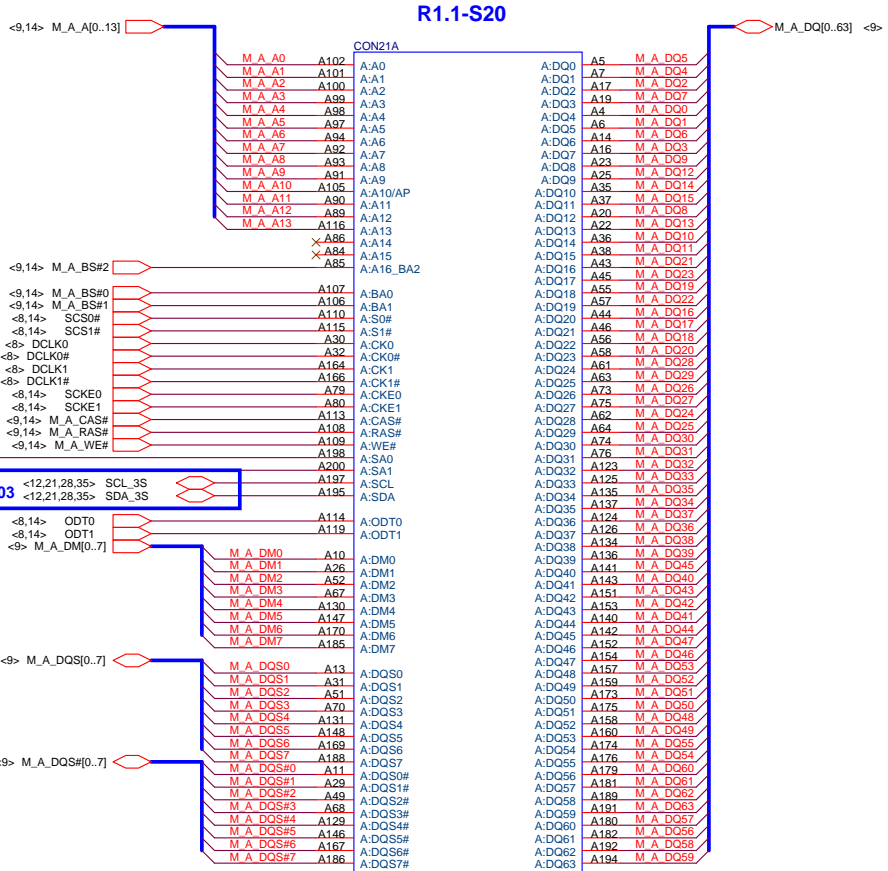 R1.1-S20
<9,14> M_A_A[0..13]
M_A_DQ[0..63] <9>
CON21A
M_A_A0 A102 A:A0 A:DQ0 A5 M_A_DQ5
M_A_A1 A101 A:A1 A:DQ1 A7 M_A_DQ4
M_A_A2 A100 A:A2 A:DQ2 A17 M_A_DQ2
M_A_A3 A99 A:A3 A:DQ3 A19 M_A_DQ7
M_A_A4 A98 A:A4 A:DQ4 A4 M_A_DQ0
M_A_A5 A97 A:A5 A:DQ5 A6 M_A_DQ1
M_A_A6 A94 A:A6 A:DQ6 A14 M_A_DQ6
M_A_A7 A92 A:A7 A:DQ7 A16 M_A_DQ3
M_A_A8 A93 A:A8 A:DQ8 A23 M_A_DQ9
M_A_A9 A91 A:A9 A:DQ9 A25 M_A_DQ12
M_A_A10 A105 A:A10/AP A:DQ10 A35 M_A_DQ14
M_A_A11 A90 A:A11 A:DQ11 A37 M_A_DQ15
M_A_A12 A89 A:A12 A:DQ12 A20 M_A_DQ8
M_A_A13 A116 A:A13 A:DQ13 A22 M_A_DQ13
A86 A:A14 A:DQ14 A36 M_A_DQ10
A84 A:A15 A:DQ15 A38 M_A_DQ11
<9,14> M_A_BS#2 A85 A:A16_BA2 A:DQ16 A43 M_A_DQ21
A:DQ17 A45 M_A_DQ23
<9,14> M_A_BS#0 A107 A:BA0 A:DQ18 A55 M_A_DQ19
<9,14> M_A_BS#1 A106 A:BA1 A:DQ19 A57 M_A_DQ22
<8,14> SCS0# A110 A:S0# A:DQ20 A44 M_A_DQ16
<8,14> SCS1# A115 A:S1# A:DQ21 A46 M_A_DQ17
<8> DCLK0 A30 A:CK0 A:DQ22 A56 M_A_DQ18
<8> DCLK0# A32 A:CK0# A:DQ23 A58 M_A_DQ20
<8> DCLK1 A164 A:CK1 A:DQ24 A61 M_A_DQ28
<8> DCLK1# A166 A:CK1# A:DQ25 A63 M_A_DQ29
<8,14> SCKE0 A79 A:CKE0 A:DQ26 A73 M_A_DQ26
<8,14> SCKE1 A80 A:CKE1 A:DQ27 A75 M_A_DQ27
<9,14> M_A_CAS# A113 A:CAS# A:DQ28 A62 M_A_DQ24
<9,14> M_A_RAS# A108 A:RAS# A:DQ29 A64 M_A_DQ25
<9,14> M_A_WE# A109 A:WE# A:DQ30 A74 M_A_DQ30
A198 A:SA0 A:DQ31 A76 M_A_DQ31
A200 A:SA1 A:DQ32 A123 M_A_DQ32
03 <12,21,28,35> SCL_3S A197 A:SCL A:DQ33 A125 M_A_DQ33
<12,21,28,35> SDA_3S A195 A:SDA A:DQ34 A135 M_A_DQ35
A:DQ35 A137 M_A_DQ34
<8,14> ODT0 A114 A:ODT0 A:DQ36 A124 M_A_DQ37
<8,14> ODT1 A119 A:ODT1 A:DQ37 A126 M_A_DQ36
<9> M_A_DM[0..7] A:DQ38 A134 M_A_DQ38
M_A_DM0 A10 A:DM0 A:DQ39 A136 M_A_DQ39
M_A_DM1 A26 A:DM1 A:DQ40 A141 M_A_DQ45
M_A_DM2 A52 A:DM2 A:DQ41 A143 M_A_DQ40
M_A_DM3 A67 A:DM3 A:DQ42 A151 M_A_DQ43
M_A_DM4 A130 A:DM4 A:DQ43 A153 M_A_DQ42
M_A_DM5 A147 A:DM5 A:DQ44 A140 M_A_DQ41
M_A_DM6 A170 A:DM6 A:DQ45 A142 M_A_DQ44
M_A_DM7 A185 A:DM7 A:DQ46 A152 M_A_DQ47
A:DQ47 A154 M_A_DQ46
<9> M_A_DQS[0..7]
M_A_DQS0 A13 A:DQS0 A:DQ48 A157 M_A_DQ53
M_A_DQS1 A31 A:DQS1 A:DQ49 A159 M_A_DQ52
M_A_DQS2 A51 A:DQS2 A:DQ50 A173 M_A_DQ51
M_A_DQS3 A70 A:DQS3 A:DQ51 A175 M_A_DQ50
M_A_DQS4 A131 A:DQS4 A:DQ52 A158 M_A_DQ48
M_A_DQS5 A148 A:DQS5 A:DQ53 A160 M_A_DQ49
M_A_DQS6 A169 A:DQS6 A:DQ54 A174 M_A_DQ55
M_A_DQS7 A188 A:DQS7 A:DQ55 A176 M_A_DQ54
9> M_A_DQS#[0..7]
M_A_DQS#0 A11 A:DQS0# A:DQ56 A179 M_A_DQ60
M_A_DQS#1 A29 A:DQS1# A:DQ57 A181 M_A_DQ61
M_A_DQS#2 A49 A:DQS2# A:DQ58 A189 M_A_DQ62
M_A_DQS#3 A68 A:DQS3# A:DQ59 A191 M_A_DQ63
M_A_DQS#4 A129 A:DQS4# A:DQ60 A180 M_A_DQ57
M_A_DQS#5 A146 A:DQS5# A:DQ61 A182 M_A_DQ56
M_A_DQS#6 A167 A:DQS6# A:DQ62 A192 M_A_DQ58
M_A_DQS#7 A186 A:DQS7# A:DQ63 A194 M_A_DQ59